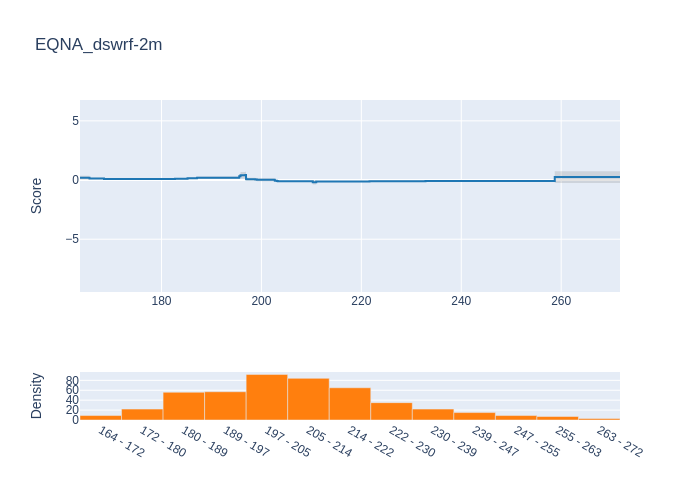 EQNA_dswrf-2m
Score
5
0
−5
180
200
220
240
260
Density
80
60
40
20
0
164 - 172
172 - 180
180 - 189
189 - 197
197 - 205
205 - 214
214 - 222
222 - 230
230 - 239
239 - 247
247 - 255
255 - 263
263 - 272